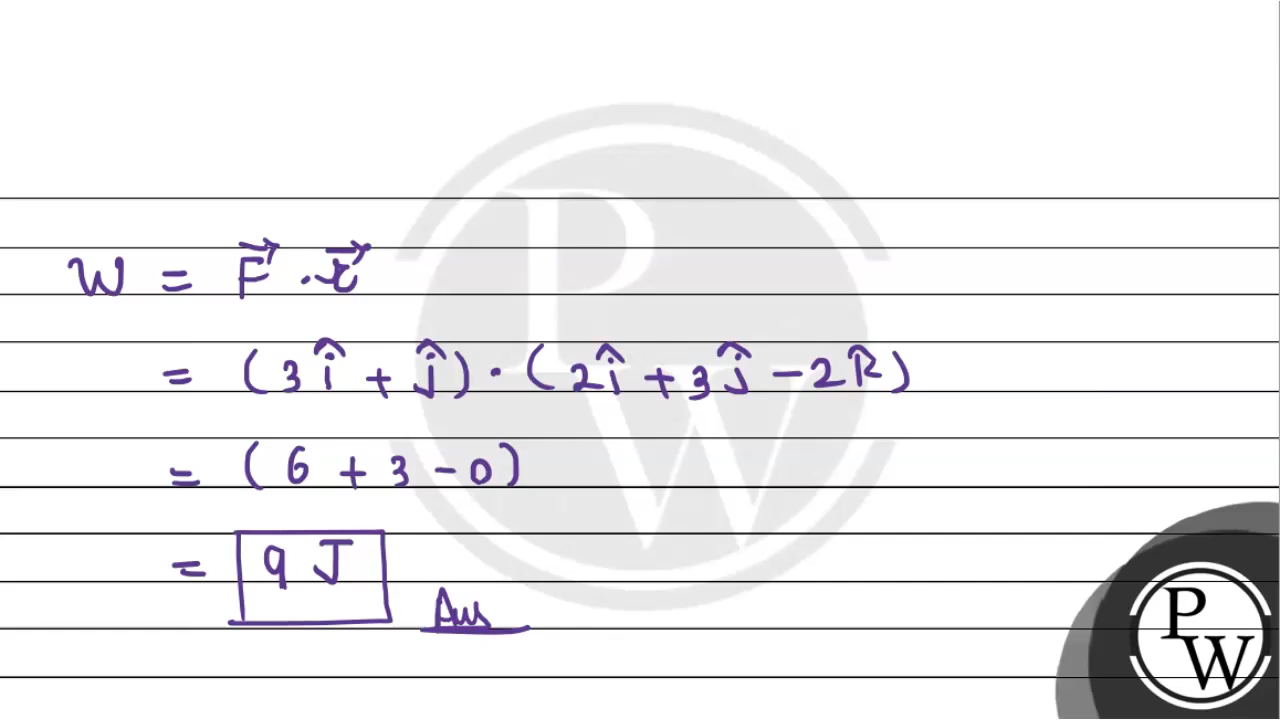 W = F⃗ · r⃗
= (3î + ĵ) · (2î + 3ĵ - 2k̂)
= (6 + 3 - 0)
= 9 J
Ans
P
W
P
W